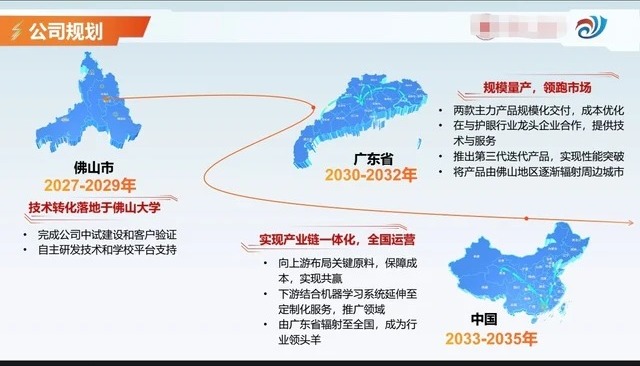 公司规划
佛山市
2027-2029年
技术转化落地于佛山大学
完成公司中试建设和客户验证
自主研发技术和学校平台支持
广东省
2030-2032年
规模量产，领跑市场
两款主力产品规模化交付，成本优化
在与护眼行业龙头企业合作，提供技
术与服务
推出第三代迭代产品，实现性能突破
将产品由佛山地区逐渐辐射周边城市
实现产业链一体化，全国运营
向上游布局关键原料，保障成
本，实现共赢
下游结合机器学习系统延伸至
定制化服务，推广领域
由广东省辐射至全国，成为行
业领头羊
中国
2033-2035年